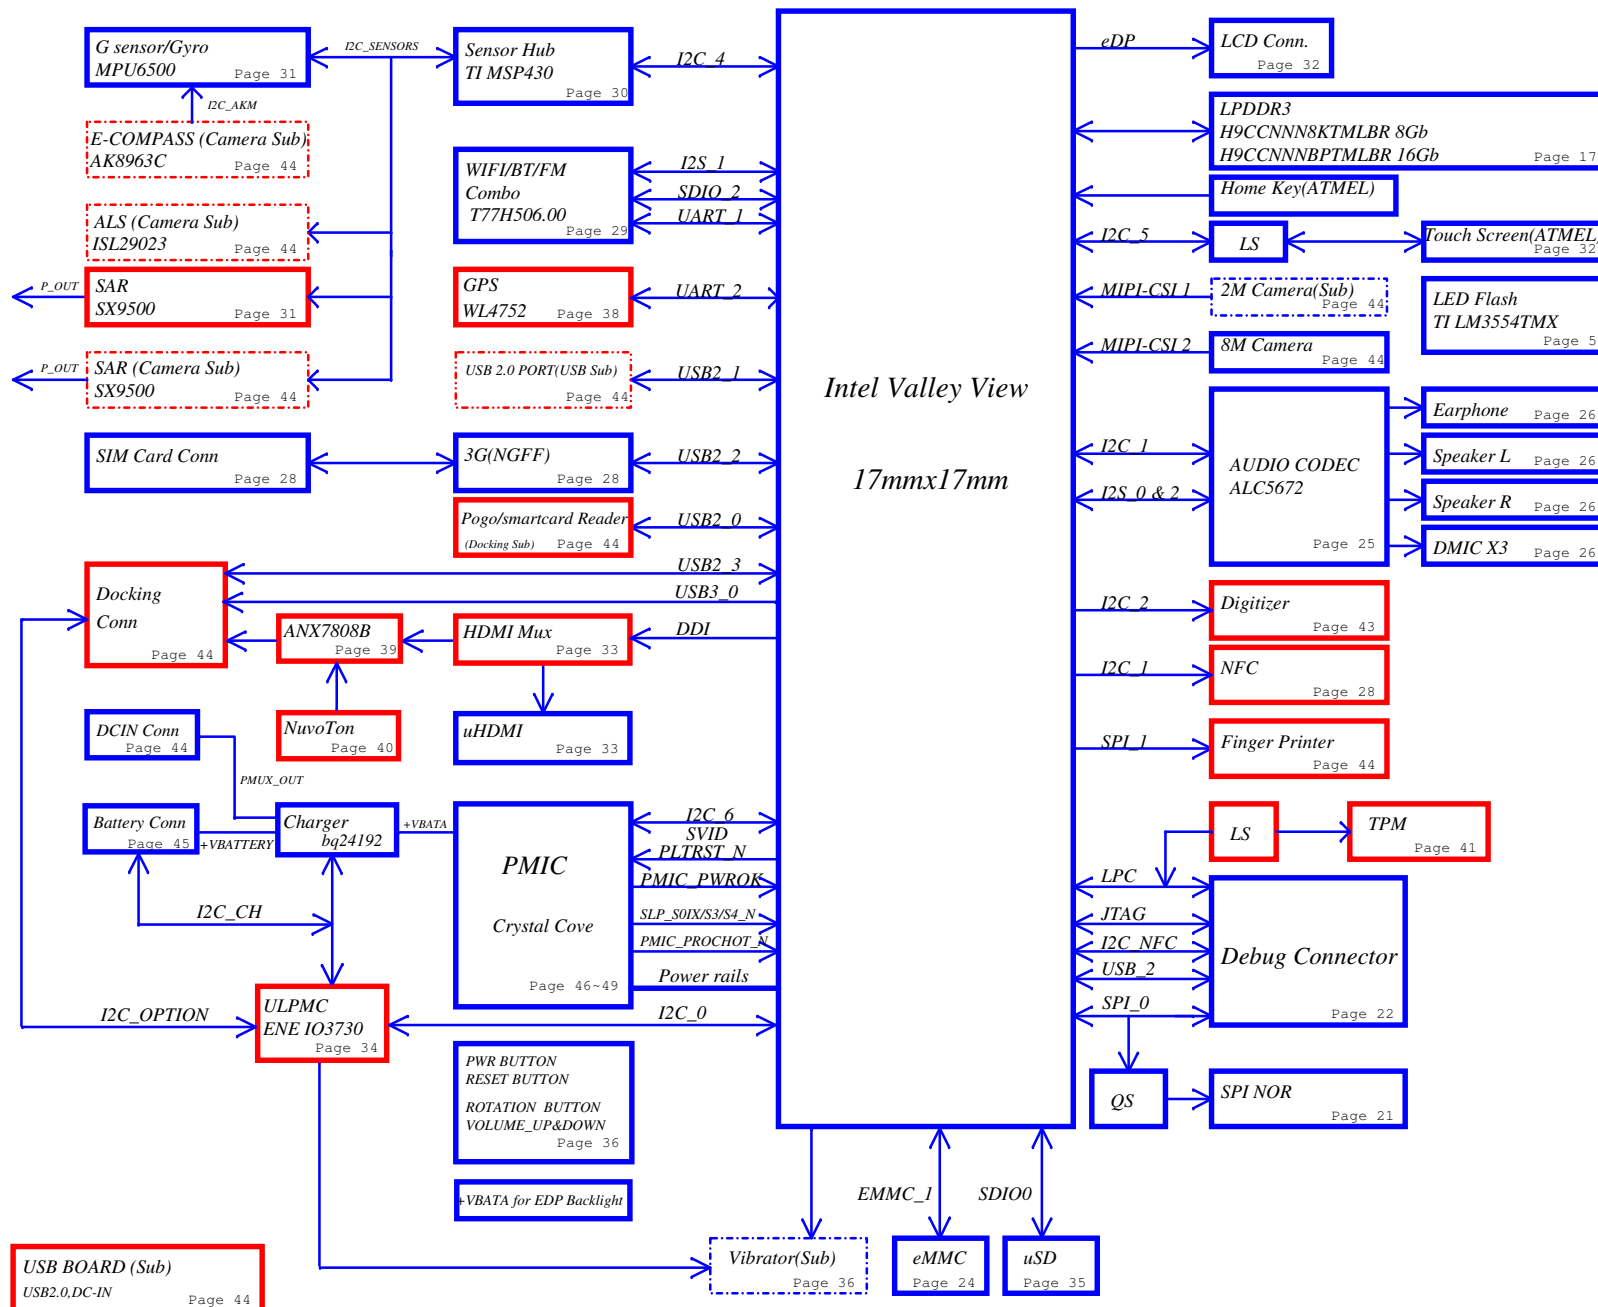 G sensor/Gyro
MPU6500
Page 31
I2C_SENSORS
Sensor Hub
TI MSP430
Page 30
I2C_4
I2C_AKM
E-COMPASS (Camera Sub)
AK8963C
Page 44
ALS (Camera Sub)
ISL29023
Page 44
P_OUT
SAR
SX9500
Page 31
P_OUT
SAR (Camera Sub)
SX9500
Page 44
WIFI/BT/FM
Combo
T77H506.00
Page 29
I2S_1
SDIO_2
UART_1
GPS
WL4752
Page 38
UART_2
USB 2.0 PORT(USB Sub)
Page 44
USB2_1
SIM Card Conn
Page 28
3G(NGFF)
Page 28
USB2_2
Pogo/smartcard Reader
(Docking Sub)
Page 44
USB2_0
USB2_3
USB3_0
Docking
Conn
Page 44
ANX7808B
Page 39
HDMI Mux
Page 33
DDI
NuvoTon
Page 40
uHDMI
Page 33
DCIN Conn
Page 44
PMUX_OUT
Battery Conn
Page 45
+VBATTERY
Charger
bq24192
+VBATA
PMIC
Crystal Cove
Page 46~49
I2C_6
SVID
PLTRST_N
PMIC_PWROK
SLP_S0IX/S3/S4_N
PMIC_PROCHOT_N
Power rails
I2C_CH
I2C_OPTION
ULPMC
ENE IO3730
Page 34
I2C_0
PWR BUTTON
RESET BUTTON
ROTATION BUTTON
VOLUME_UP&DOWN
Page 36
+VBATA for EDP Backlight
USB BOARD (Sub)
USB2.0,DC-IN
Page 44
Intel Valley View
17mmx17mm
eDP
LCD Conn.
Page 32
LPDDR3
H9CCNNN8KTMLBR 8Gb
H9CCNNNBPTMLBR 16Gb
Page 17
Home Key(ATMEL)
I2C_5
LS
Touch Screen(ATMEL)
Page 32
MIPI-CSI 1
2M Camera(Sub)
Page 44
LED Flash
TI LM3554TMX
Page 5
MIPI-CSI 2
8M Camera
Page 44
I2C_1
I2S_0 & 2
AUDIO CODEC
ALC5672
Page 25
Earphone
Page 26
Speaker L
Page 26
Speaker R
Page 26
DMIC X3
Page 26
I2C_2
Digitizer
Page 43
I2C_1
NFC
Page 28
SPI_1
Finger Printer
Page 44
LS
TPM
Page 41
LPC
JTAG
I2C_NFC
USB_2
SPI_0
Debug Connector
Page 22
QS
SPI NOR
Page 21
EMMC_1
SDIO0
Vibrator(Sub)
Page 36
eMMC
Page 24
uSD
Page 35